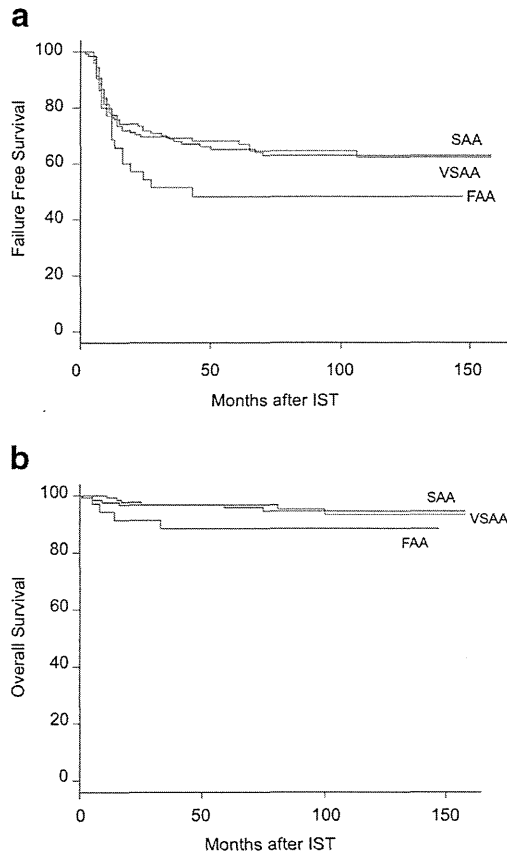 a
100
80
60
40
20
0
Failure Free Survival
SAA
VSAA
FAA
0
50
100
150
Months after IST
b
100
80
60
40
20
0
Overall Survival
SAA
VSAA
FAA
0
50
100
150
Months after IST